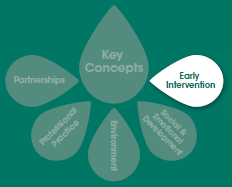 Key
Concepts
Partnerships
Early
Intervention
Professional
Practice
Environment
Social &
Emotional
Development